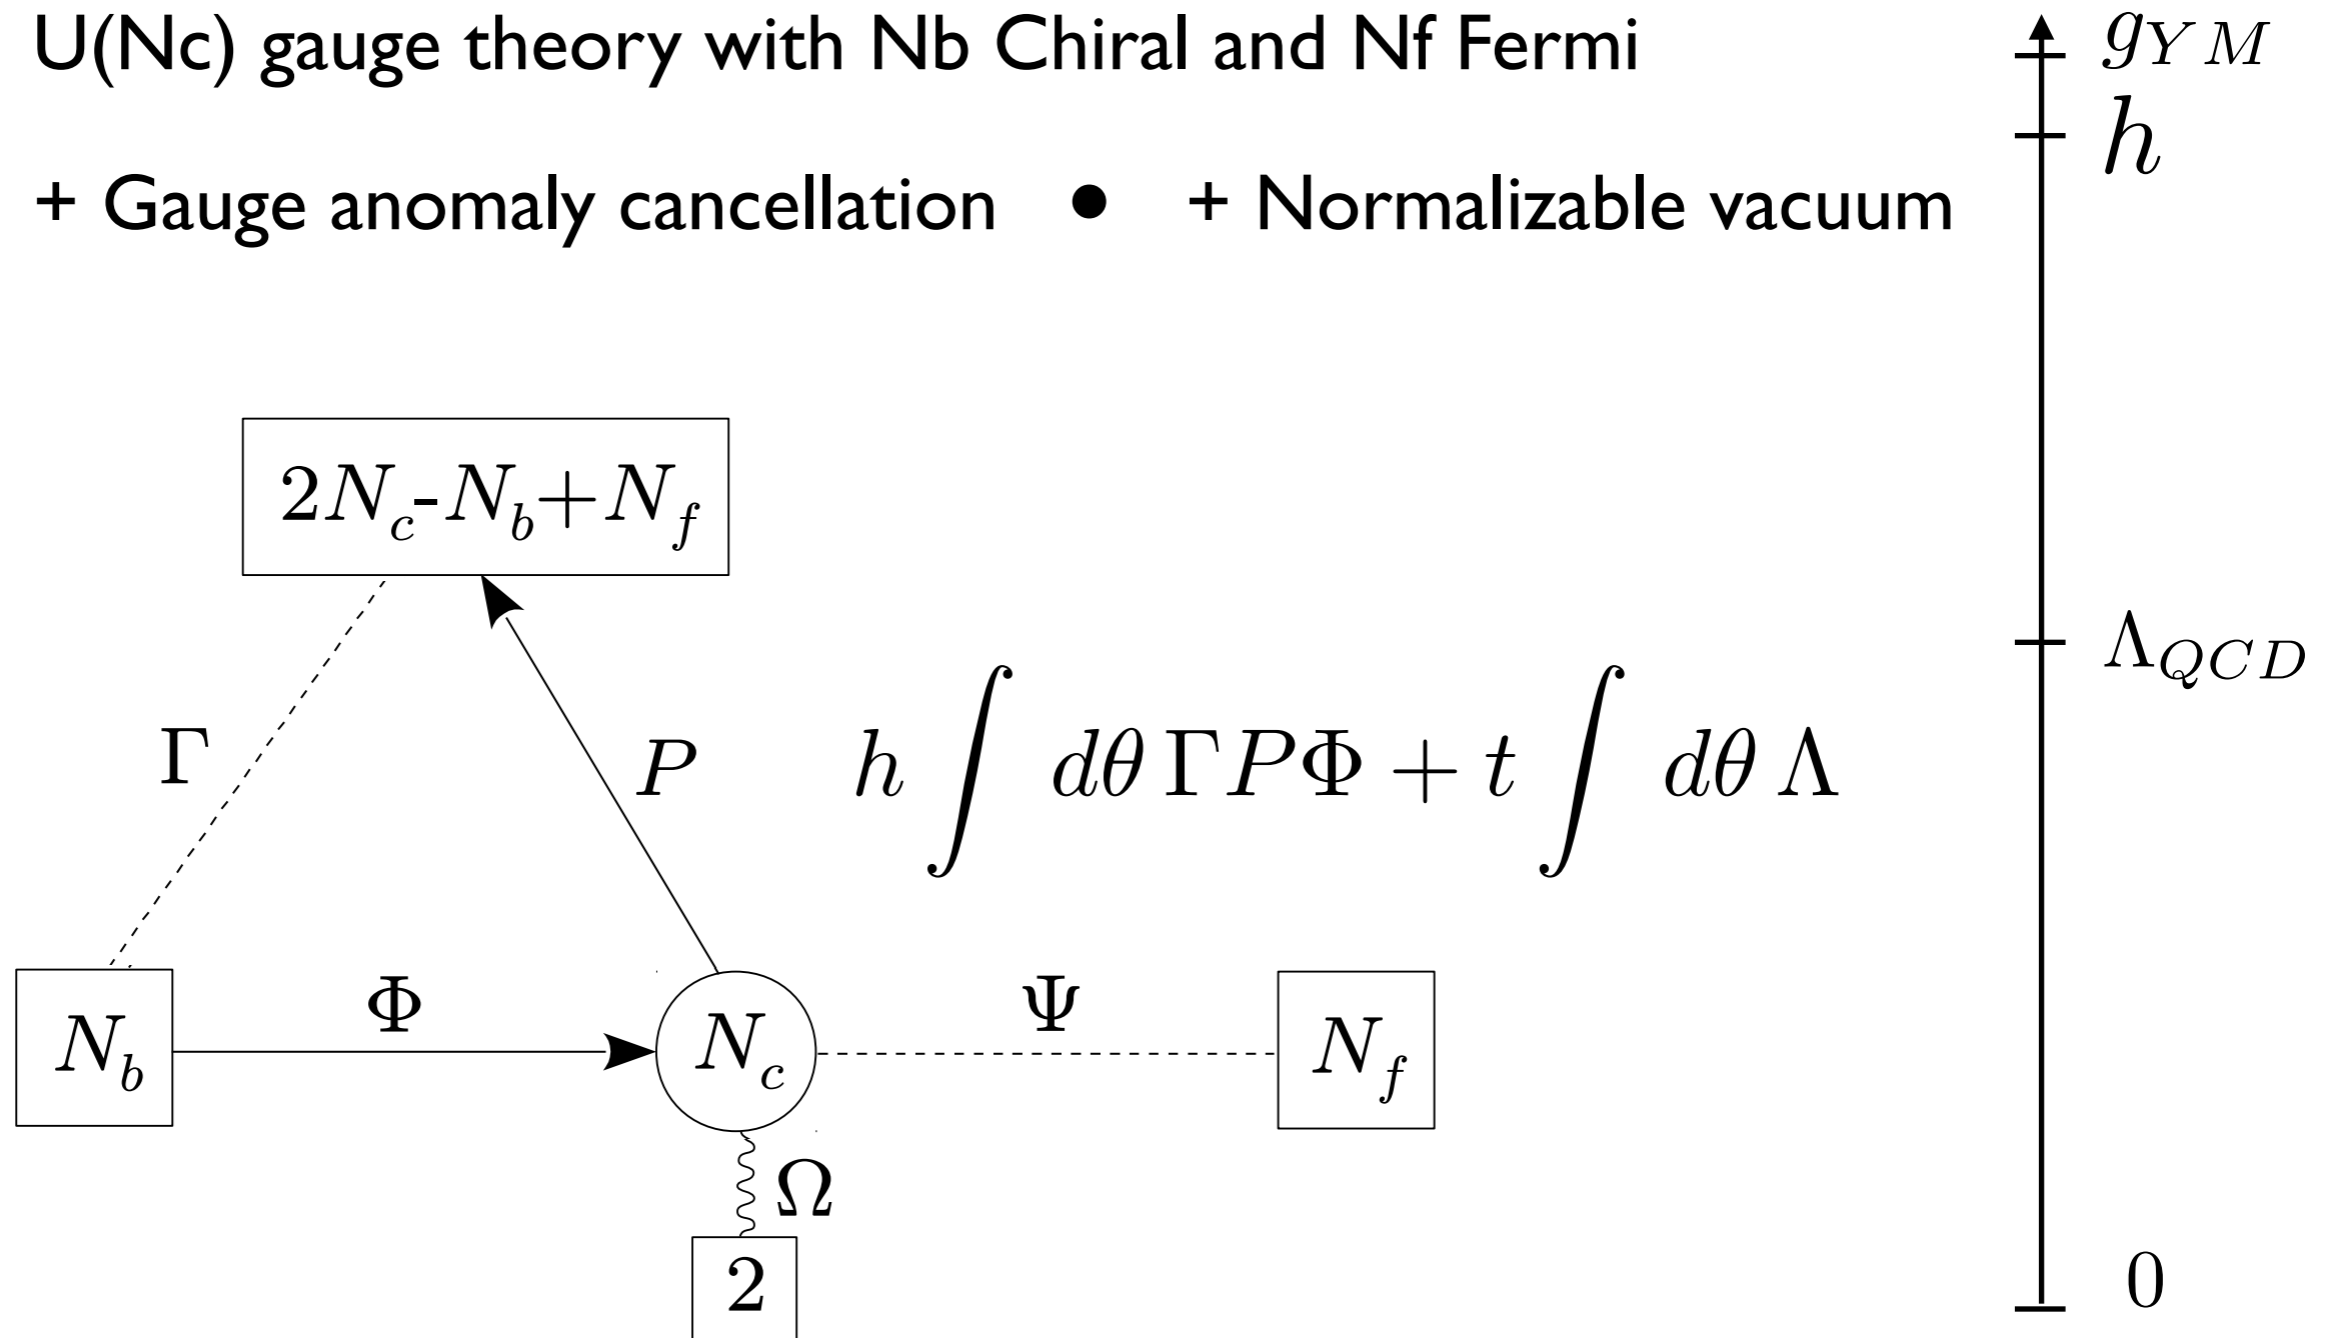 U(Nc) gauge theory with Nb Chiral and Nf Fermi
+ Gauge anomaly cancellation • + Normalizable vacuum
g_{YM}
h
Λ_{QCD}
0
2N_c-N_b+N_f
Γ
P
h∫ dθ ΓPΦ + t∫ dθ Λ
N_b
Φ
N_c
Ψ
N_f
Ω
2